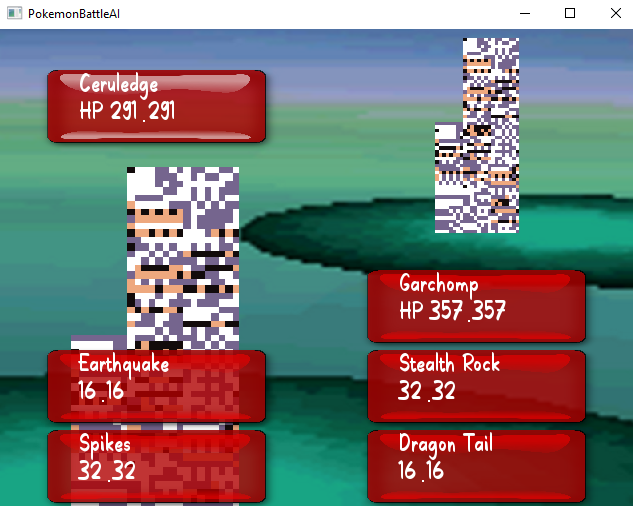 PokemonBattleAI
Ceruledge
HP 291.291
Garchomp
HP 357.357
Earthquake
16.16
Stealth Rock
32.32
Spikes
32.32
Dragon Tail
16.16